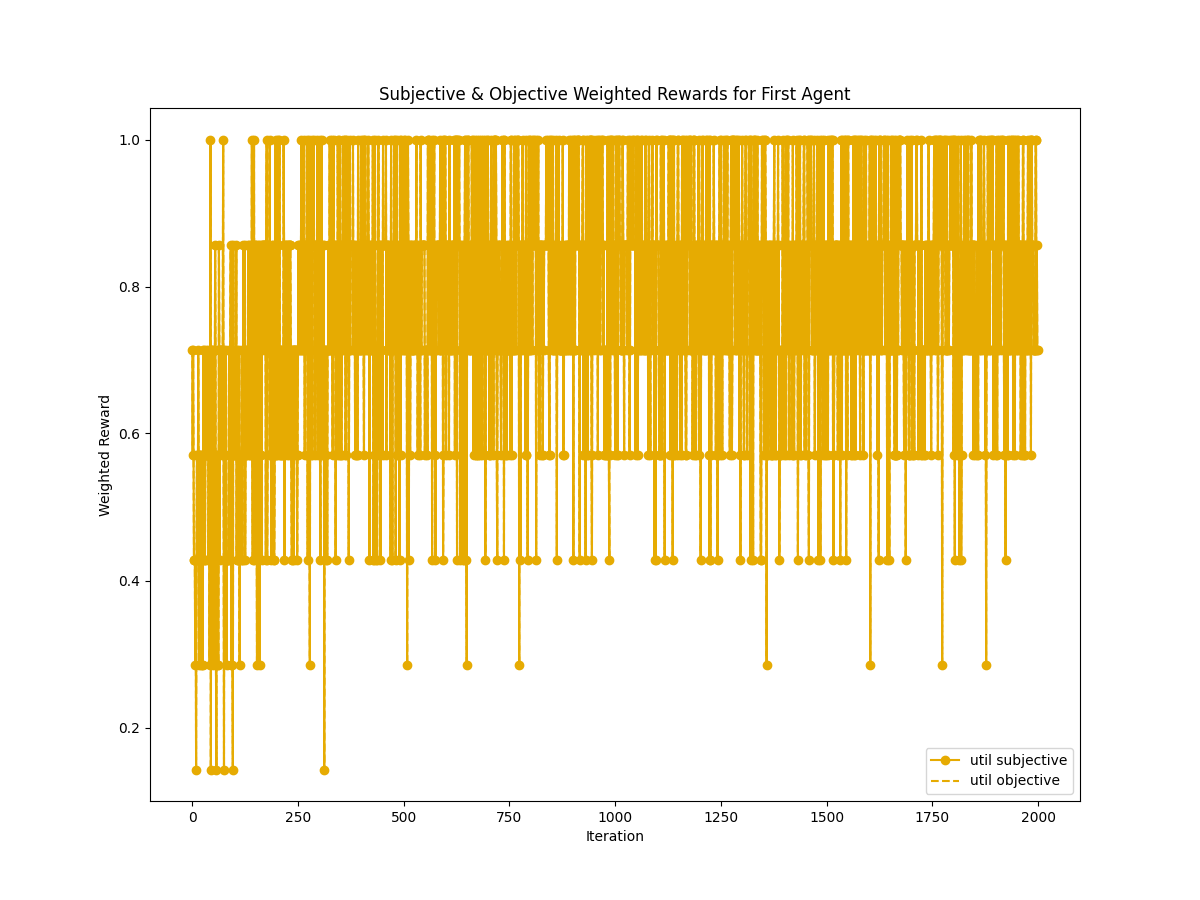 Subjective & Objective Weighted Rewards for First Agent
1.0
0.8
0.6
0.4
0.2
Weighted Reward
0 250 500 750 1000 1250 1500 1750 2000
Iteration
util subjective
util objective